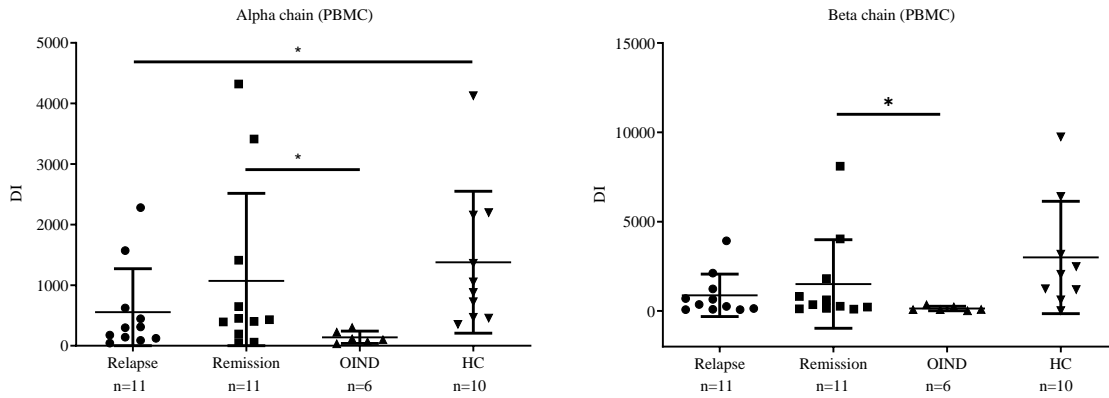 Alpha chain (PBMC)
5000
4000
3000
2000
1000
0
DI
*
*
Relapse Remission OIND HC
n=11 n=11 n=6 n=10
Beta chain (PBMC)
15000
10000
5000
0
DI
*
Relapse Remission OIND HC
n=11 n=11 n=6 n=10